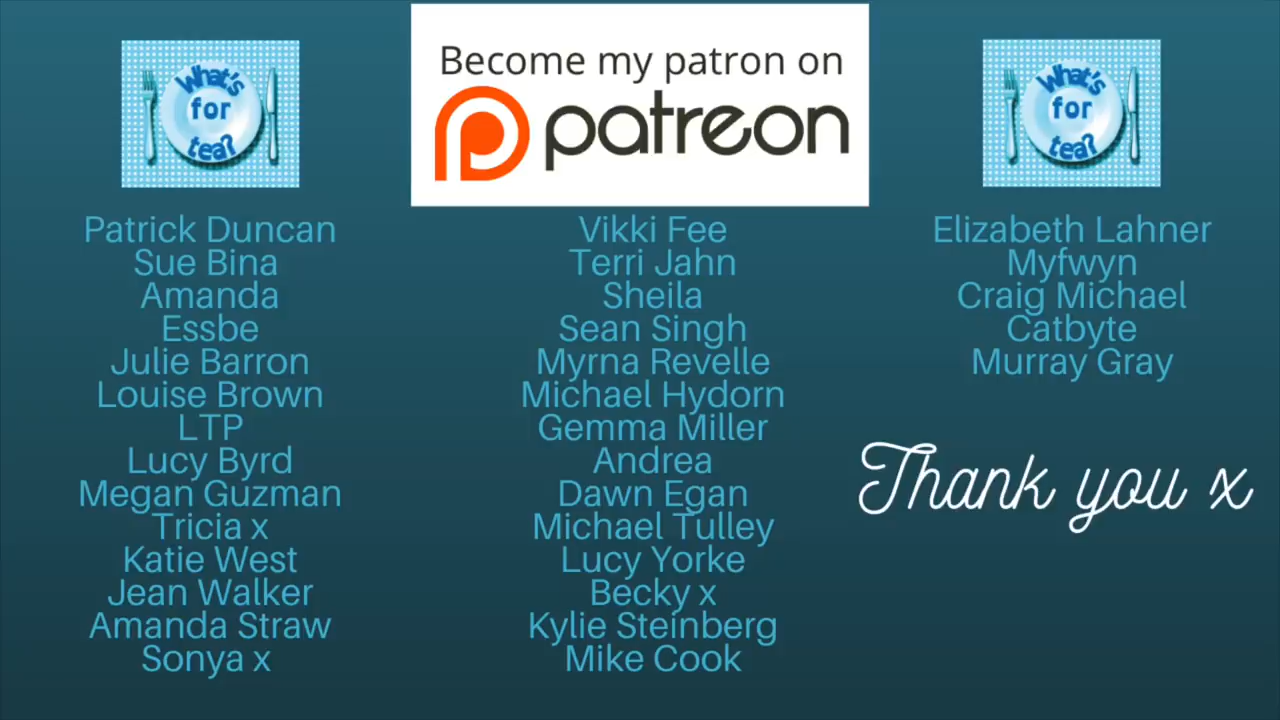 What's
for
tea?
Become my patron on
patreon
What's
for
tea?
Patrick Duncan
Sue Bina
Amanda
Essbe
Julie Barron
Louise Brown
LTP
Lucy Byrd
Megan Guzman
Tricia x
Katie West
Jean Walker
Amanda Straw
Sonya x
Vikki Fee
Terri Jahn
Sheila
Sean Singh
Myrna Revelle
Michael Hydorn
Gemma Miller
Andrea
Dawn Egan
Michael Tulley
Lucy Yorke
Becky x
Kylie Steinberg
Mike Cook
Elizabeth Lahner
Myfwyn
Craig Michael
Catbyte
Murray Gray
Thank you x